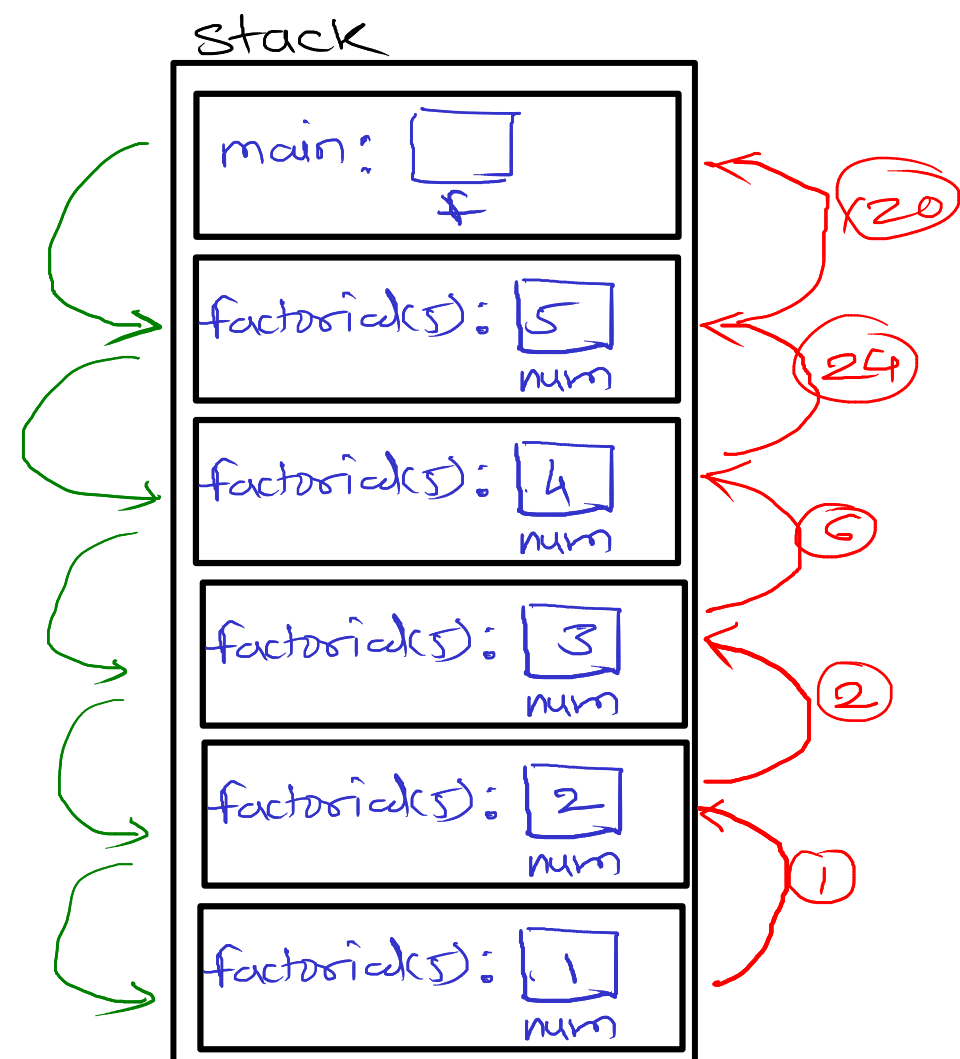 stack
main:
f
120
factorial(5): 5
num
24
factorial(5): 4
num
6
factorial(5): 3
num
2
factorial(5): 2
num
1
factorial(5): 1
num